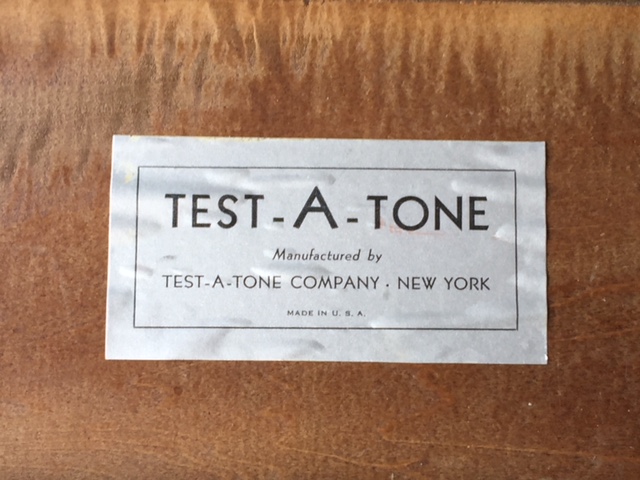 TEST-A-TONE
Manufactured by
TEST-A-TONE COMPANY · NEW YORK
MADE IN U. S. A.